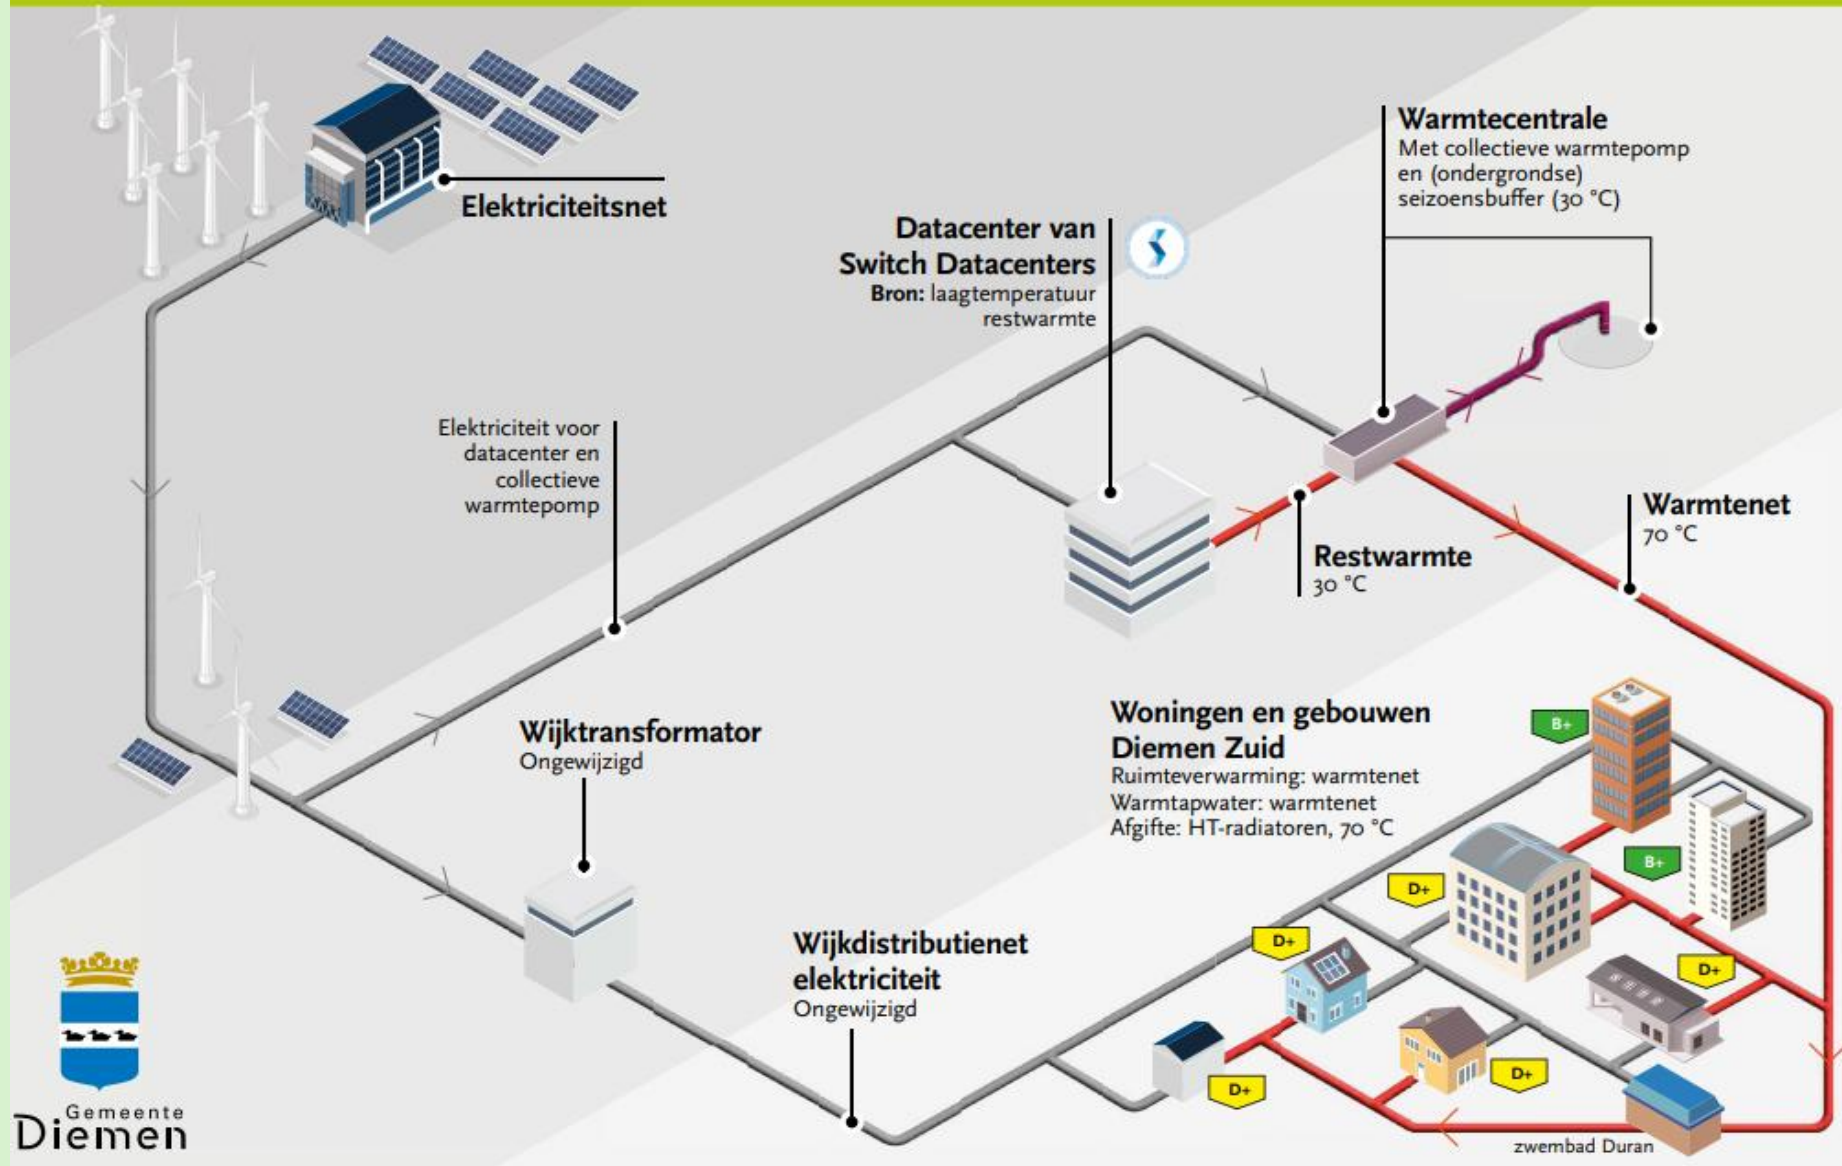 Elektriciteitsnet
Warmtecentrale
Met collectieve warmtepomp
en (ondergrondse)
seizoensbuffer (30 °C)
Datacenter van
Switch Datacenters
Bron: laagtemperatuur
restwarmte
Elektriciteit voor
datacenter en
collectieve
warmtepomp
Restwarmte
30 °C
Warmtenet
70 °C
Wijktransformator
Ongewijzigd
Woningen en gebouwen
Diemen Zuid
Ruimteverwarming: warmtenet
Warmtapwater: warmtenet
Afgifte: HT-radiatoren, 70 °C
B+
B+
D+
D+
D+
D+
D+
Wijkdistributienet
elektriciteit
Ongewijzigd
zwembad Duran
Gemeente
Diemen